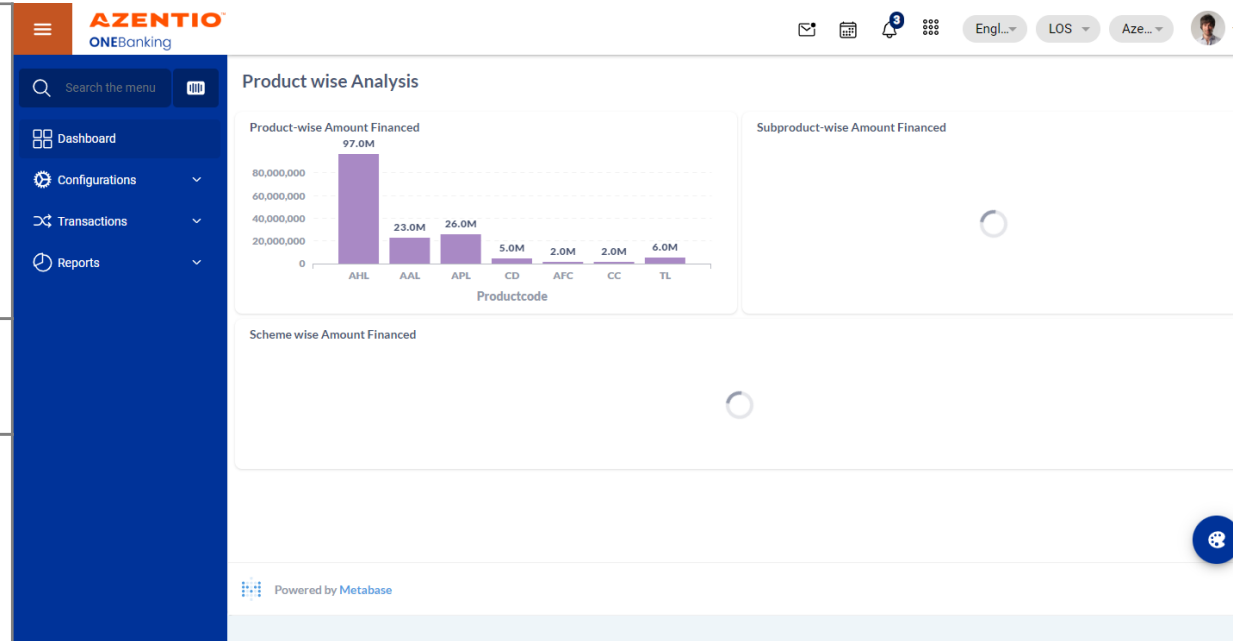 AZENTIO
ONEBanking
3
Engl...
LOS
Aze...
Search the menu
Dashboard
Configurations
Transactions
Reports
Product wise Analysis
Product-wise Amount Financed
97.0M
80,000,000
60,000,000
40,000,000
20,000,000
0
23.0M
26.0M
5.0M
2.0M
2.0M
6.0M
AHL AAL APL CD AFC CC TL
Productcode
Subproduct-wise Amount Financed
Scheme wise Amount Financed
Powered by Metabase